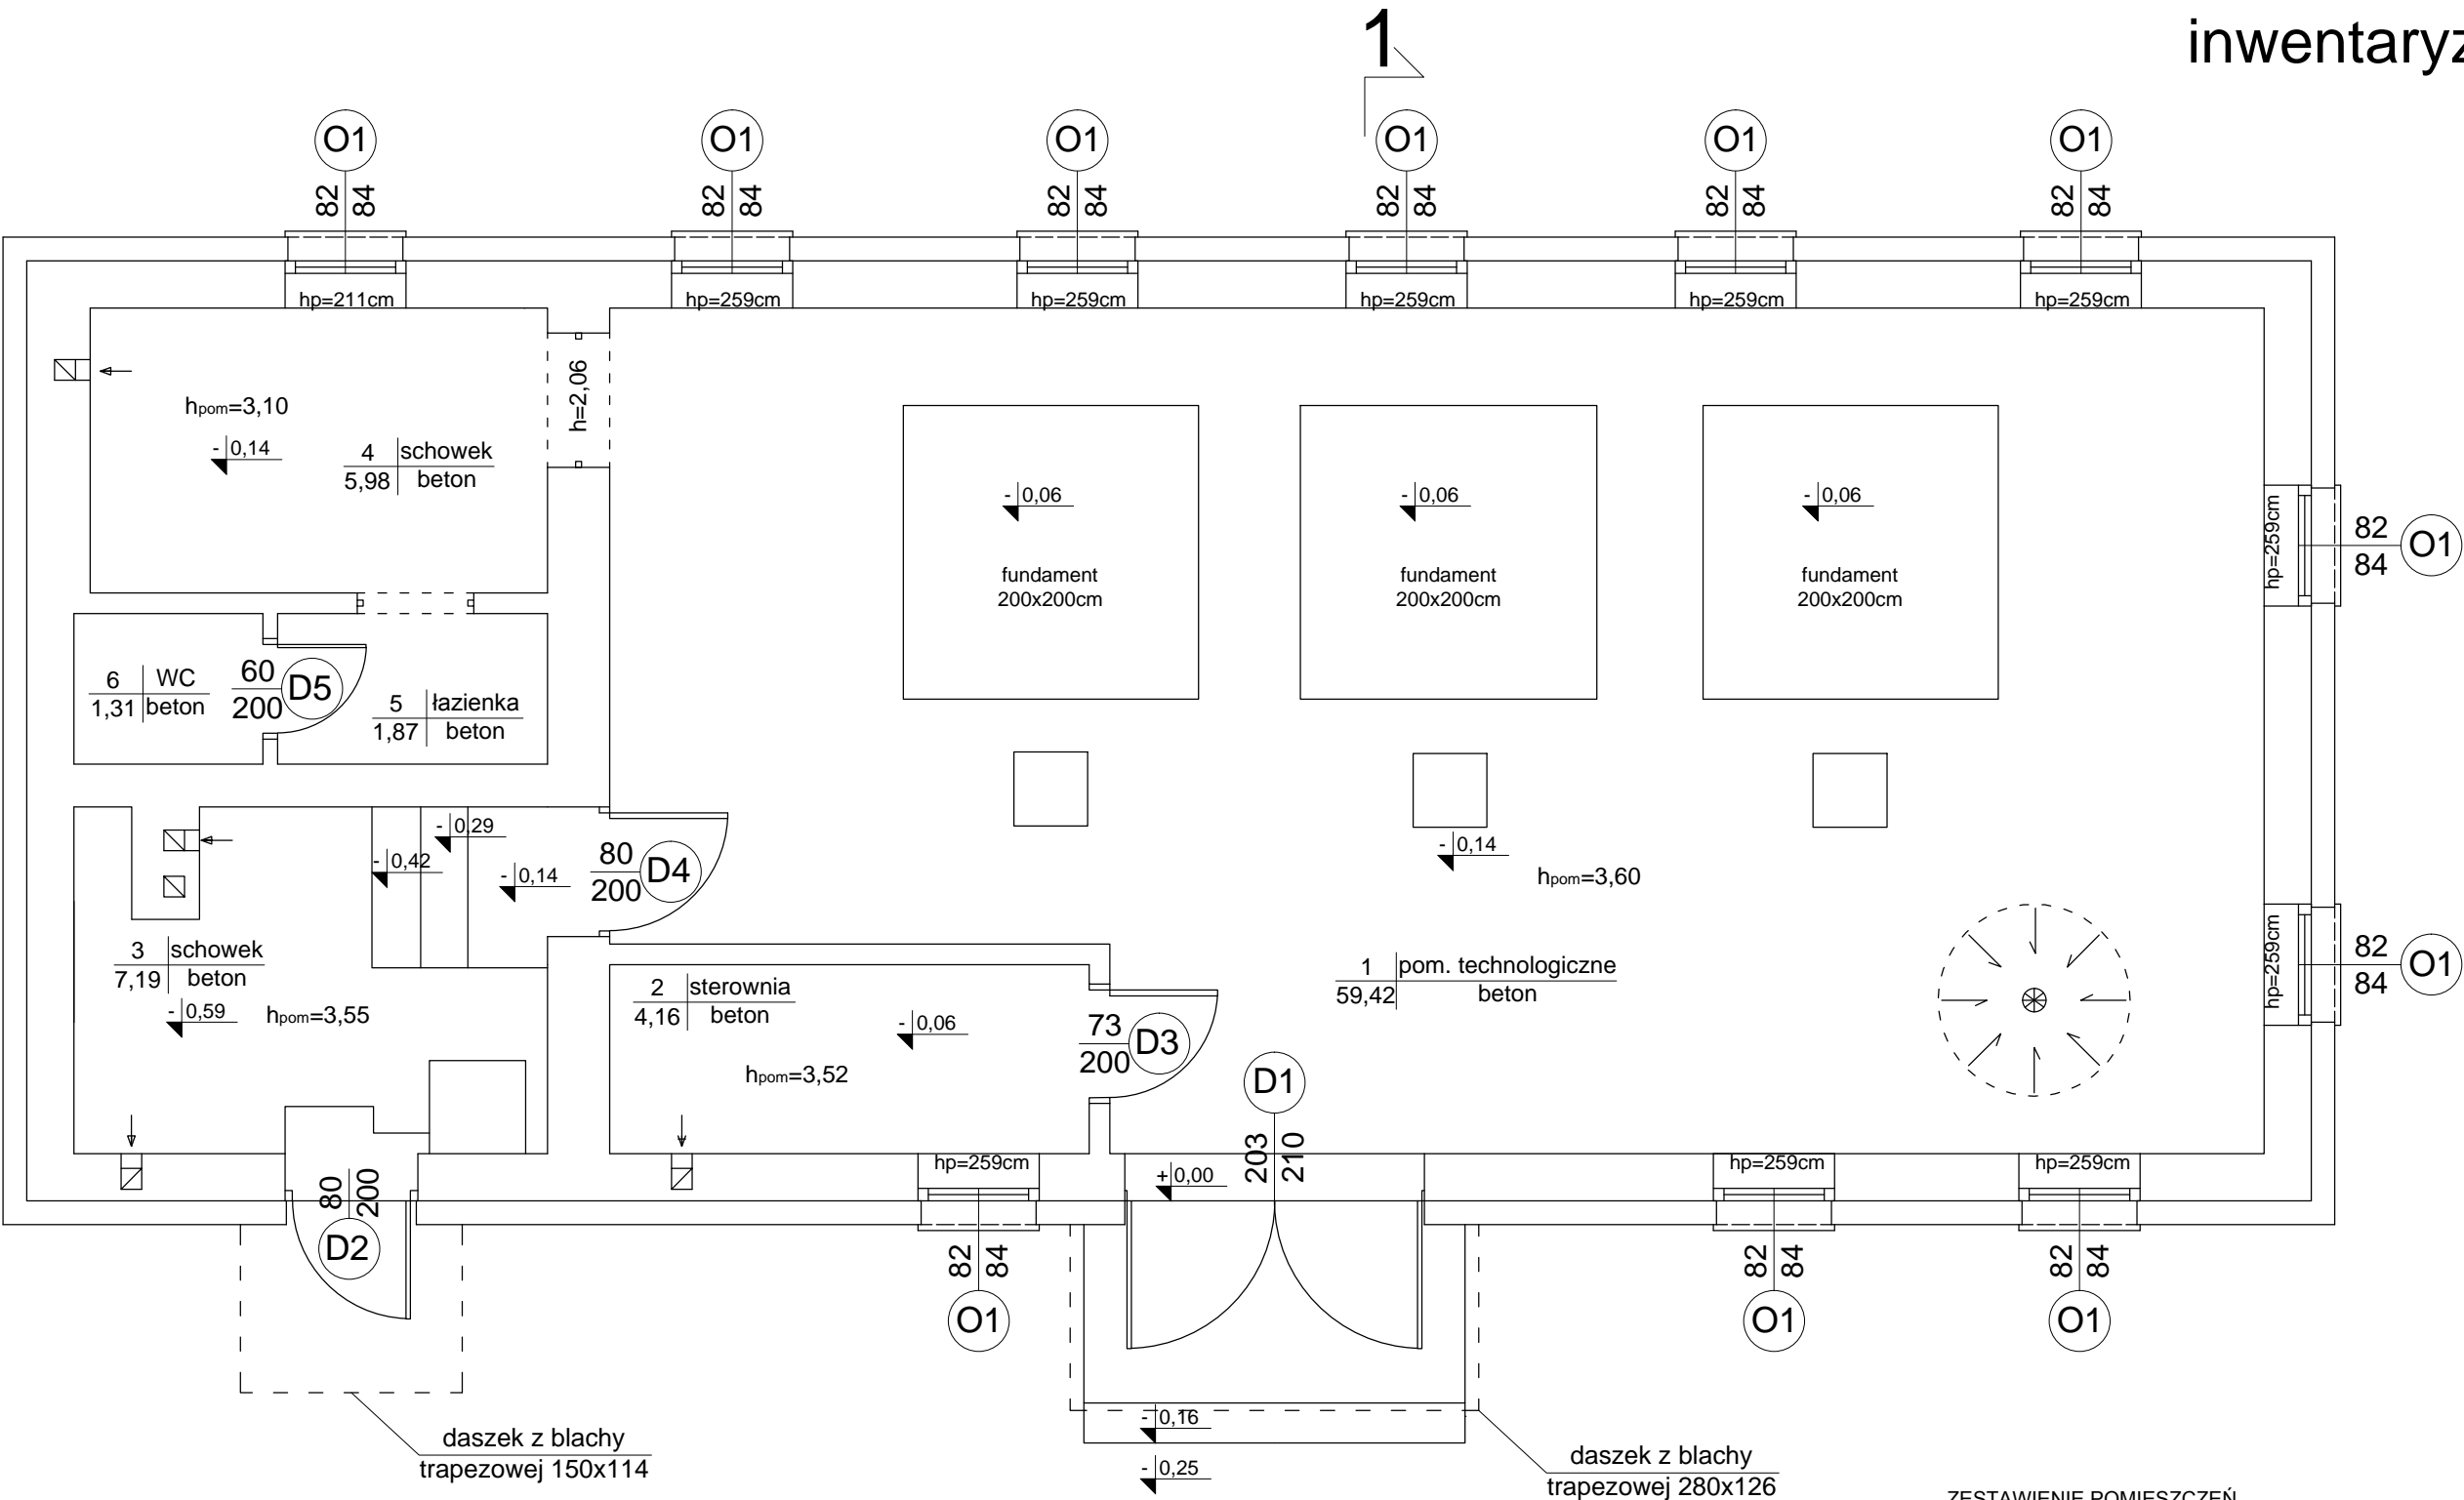 1
inwentaryz
O1
O1
O1
O1
O1
O1
82
84
82
84
82
84
82
84
82
84
82
84
hp=211cm
hp=259cm
hp=259cm
hp=259cm
hp=259cm
hp=259cm
h=2,06
hpom=3,10
- 0,14
4 schowek
5,98 beton
- 0,06
- 0,06
- 0,06
fundament
200x200cm
fundament
200x200cm
fundament
200x200cm
hp=259cm
82
84
O1
6 WC
1,31 beton
60
200
D5
5 łazienka
1,87 beton
- 0,29
- 0,42
- 0,14
80
200
D4
- 0,14
hpom=3,60
3 schowek
7,19 beton
- 0,59
hpom=3,55
2 sterownia
4,16 beton
- 0,06
hpom=3,52
73
200
D3
1 pom. technologiczne
59,42 beton
hp=259cm
82
84
O1
D1
203
210
+ 0,00
hp=259cm
hp=259cm
hp=259cm
80
200
D2
82
84
O1
82
84
O1
82
84
O1
- 0,16
- 0,25
daszek z blachy
trapezowej 150x114
daszek z blachy
trapezowej 280x126
ZESTAWIENIE POMIESZCZEŃ